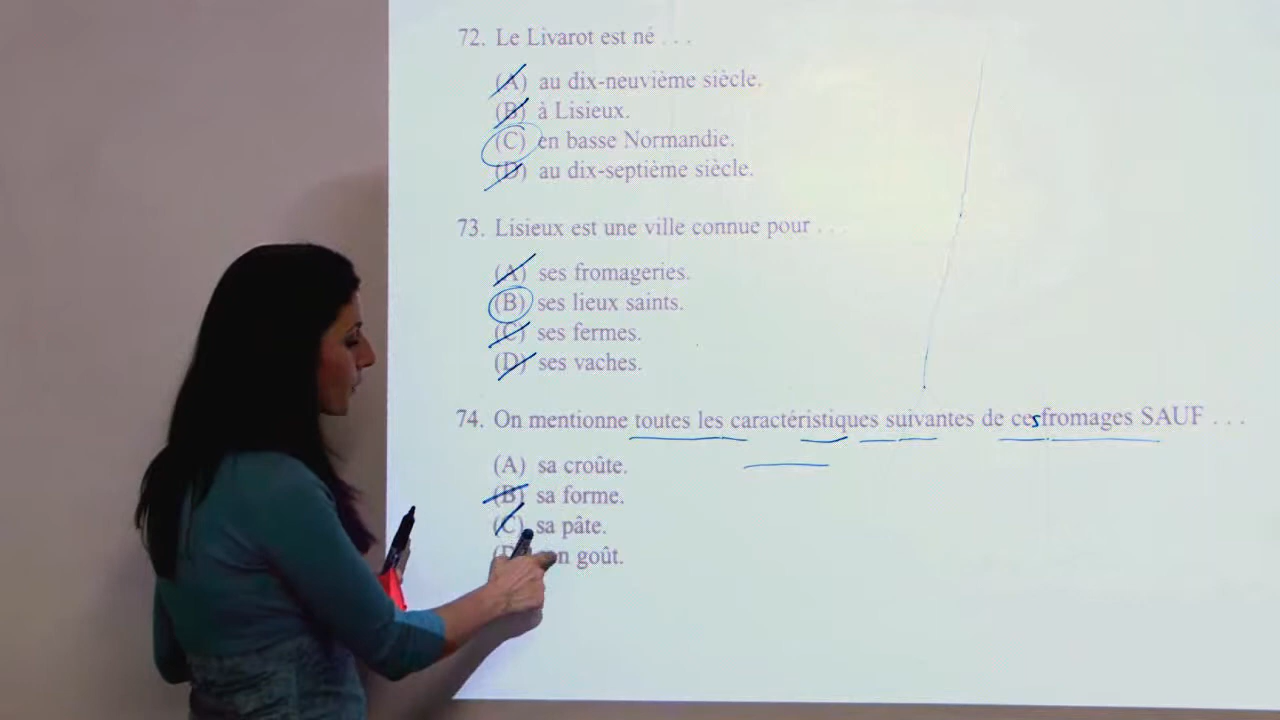 72. Le Livarot est né . . .
(A) au dix-neuvième siècle.
(B) à Lisieux.
(C) en basse Normandie.
(D) au dix-septième siècle.
73. Lisieux est une ville connue pour . . .
(A) ses fromageries.
(B) ses lieux saints.
(C) ses fermes.
(D) ses vaches.
74. On mentionne toutes les caractéristiques suivantes de ces fromages SAUF . . .
(A) sa croûte.
(B) sa forme.
(C) sa pâte.
goût.